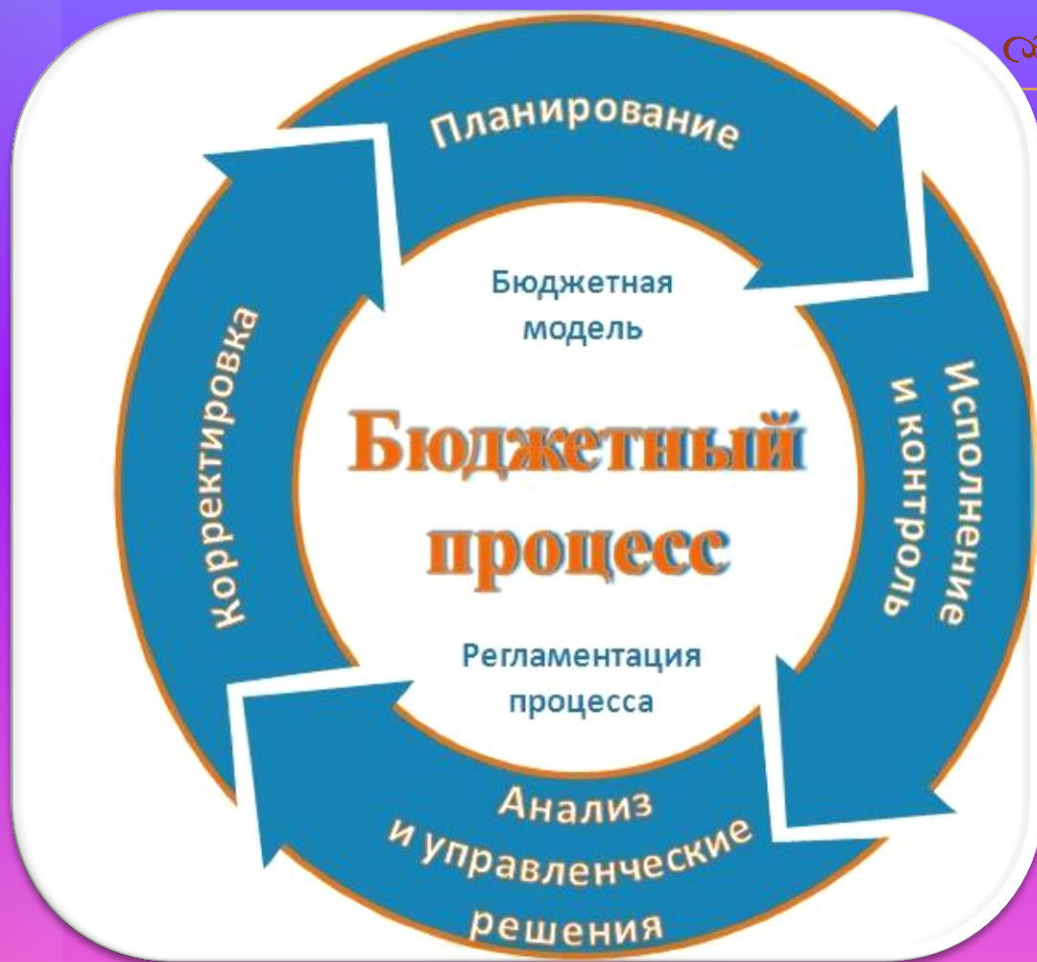 Планирование
Бюджетная
модель
Бюджетный
процесс
Регламентация
процесса
Исполнение
и контроль
Анализ
и управленческие
решения
Корректировка